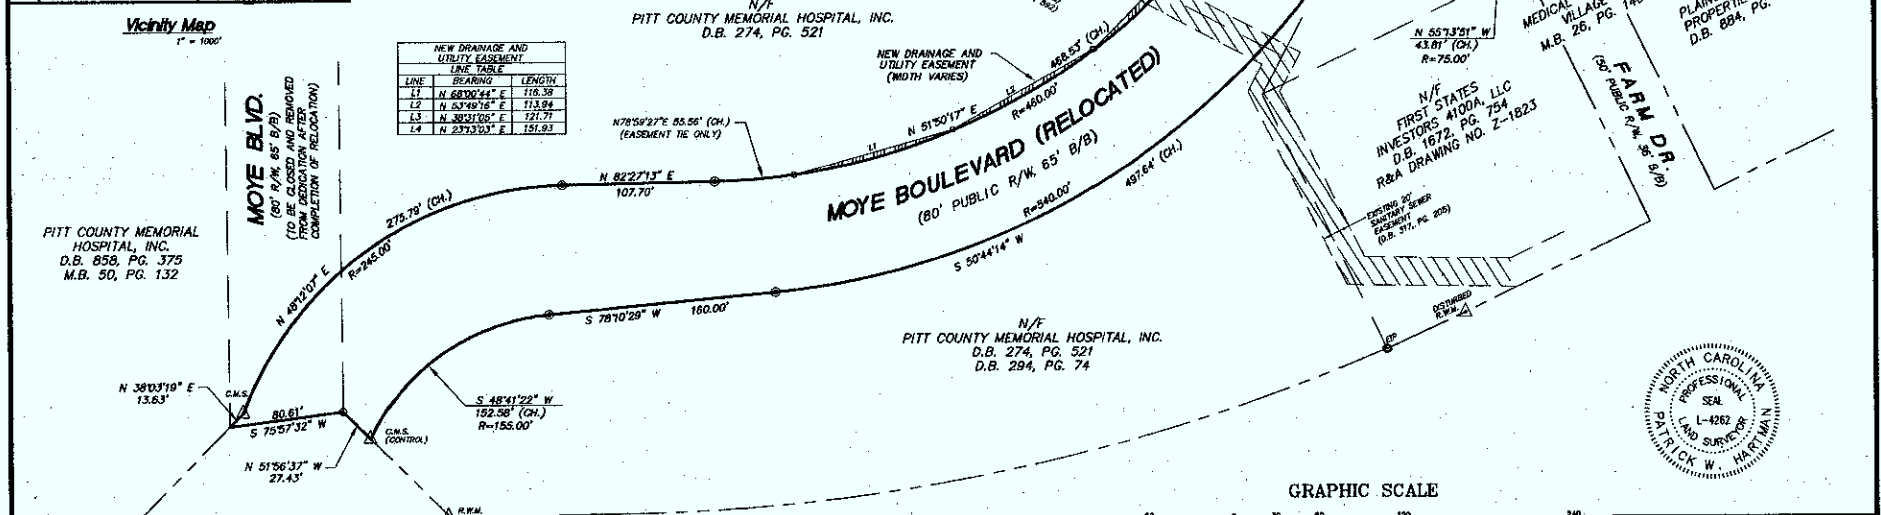 Vicinity Map
1" = 1000'
N/F
PITT COUNTY MEMORIAL HOSPITAL, INC.
D.B. 274, PG. 521
NEW DRAINAGE AND
UTILITY EASEMENT
LINE TABLE
LINE BEARING LENGTH
L1 N 68°00'44" E 116.38
L2 N 53°49'16" E 113.94
L3 N 38°31'05" E 121.71
L4 N 23°13'03" E 151.93
MOYE BLVD.
(80' R/W, 65' B/B)
(TO BE CLOSED AND REMOVED
FROM DEDICATION AFTER
COMPLETION OF RELOCATION)
PITT COUNTY MEMORIAL
HOSPITAL, INC.
D.B. 858, PG. 375
M.B. 50, PG. 132
NEW DRAINAGE AND
UTILITY EASEMENT
(WIDTH VARIES)
N78°59'27"E 55.56' (CH.)
(EASEMENT TIE ONLY)
468.53' (CH.)
L2
R=460.00'
N 51°50'17" E
L1
N 82°27'13" E
107.70'
275.79' (CH.)
R=245.00'
N 48°12'07" E
MOYE BOULEVARD (RELOCATED)
(80' PUBLIC R/W, 65' B/B)
497.64' (CH.)
R=540.00'
S 50°44'14" W
S 78°10'29" W 160.00'
N 38°03'19" E
13.63'
C.M.S.
80.61'
S 75°57'32" W
C.M.S.
(CONTROL)
N 51°56'37" W
27.43'
S 48°41'22" W
152.58' (CH.)
R=155.00'
R.W.M.
N/F
PITT COUNTY MEMORIAL HOSPITAL, INC.
D.B. 274, PG. 521
D.B. 294, PG. 74
N 55°13'51" W
43.81' (CH.)
R=75.00'
MEDICAL
VILLAGE
M.B. 26, PG.
PROPERTIES
D.B. 884, PG.
N/F
FIRST STATES
INVESTORS 4100A, LLC
D.B. 1672, PG. 754
R&A DRAWING NO. Z-1823
FARM DR.
(50' PUBLIC R/W, 36' B/B)
EXISTING 20'
SANITARY SEWER
EASEMENT
(D.B. 317, PG. 205)
DISTURBED
R.W.M.
NORTH CAROLINA
PROFESSIONAL
SEAL
L-4262
LAND SURVEYOR
PATRICK W. HARTMAN
GRAPHIC SCALE